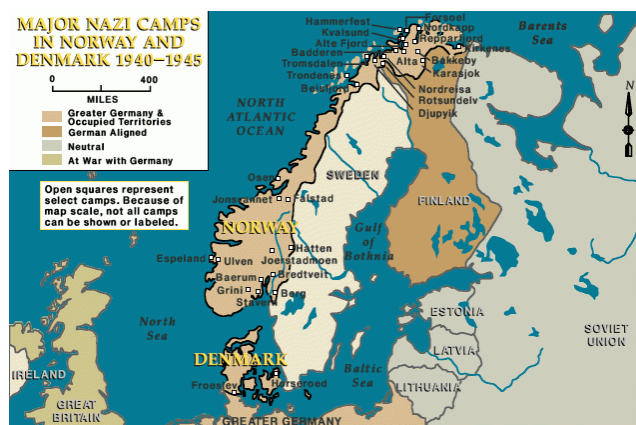 MAJOR NAZI CAMPS
IN NORWAY AND
DENMARK 1940–1945
0 200 400
MILES
Greater Germany &
Occupied Territories
German Aligned
Neutral
At War with Germany
Open squares represent
select camps. Because of
map scale, not all camps
can be shown or labeled.
Hammerfest
Kvalsund
Alte Fjord
Badderen
Tromsdalen
Trondenes
Beisfjord
Forsoel
Nordkapp
Repparfjord
Kirkenes
Alta
Bakkeby
Karasjok
Nordreisa
Rotsundelv
Djupvik
Barents
Sea
N
NORTH
ATLANTIC
OCEAN
SWEDEN
FINLAND
Osen
Jonsvannet
Falstad
NORWAY
Gulf
of
Bothnia
Hatten
Espeland
Ulven
Joerstadmoen
Baerum
Bredtveit
Grini
Berg
Stavern
North
Sea
ESTONIA
SOVIET
UNION
LATVIA
DENMARK
Baltic
Sea
LITHUANIA
IRELAND
Froeslev
Horseroed
GREAT
BRITAIN
GREATER GERMANY